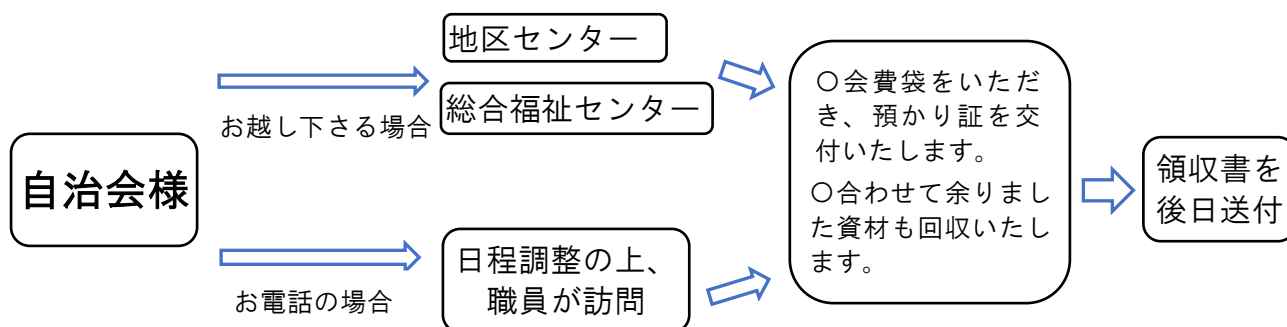 自治会様
お越し下さる場合
地区センター
総合福祉センター
お電話の場合
日程調整の上、
職員が訪問
〇会費袋をいただ
き、預かり証を交
付いたします。
〇合わせて余りまし
た資材も回収いたし
ます。
領収書を
後日送付